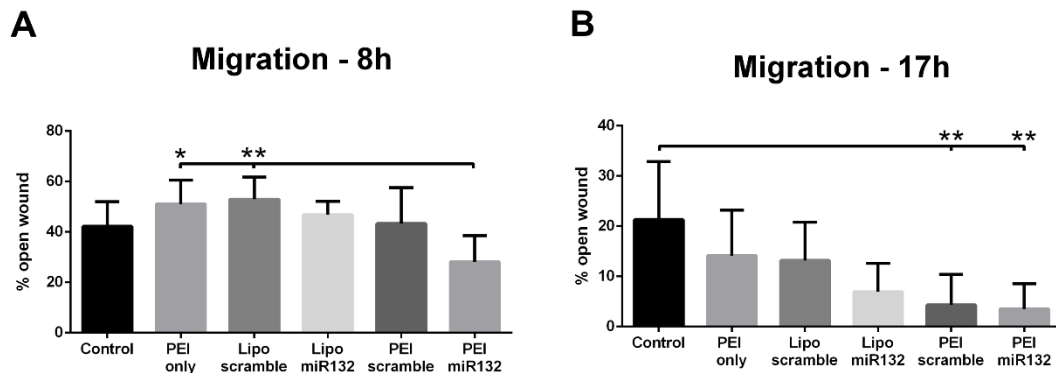 A
Migration - 8h
% open wound
80
60
40
20
0
* **
Control PEI only Lipo scramble Lipo miR132 PEI scramble PEI miR132
B
Migration - 17h
% open wound
40
30
20
10
0
** **
Control PEI only Lipo scramble Lipo miR132 PEI scramble PEI miR132